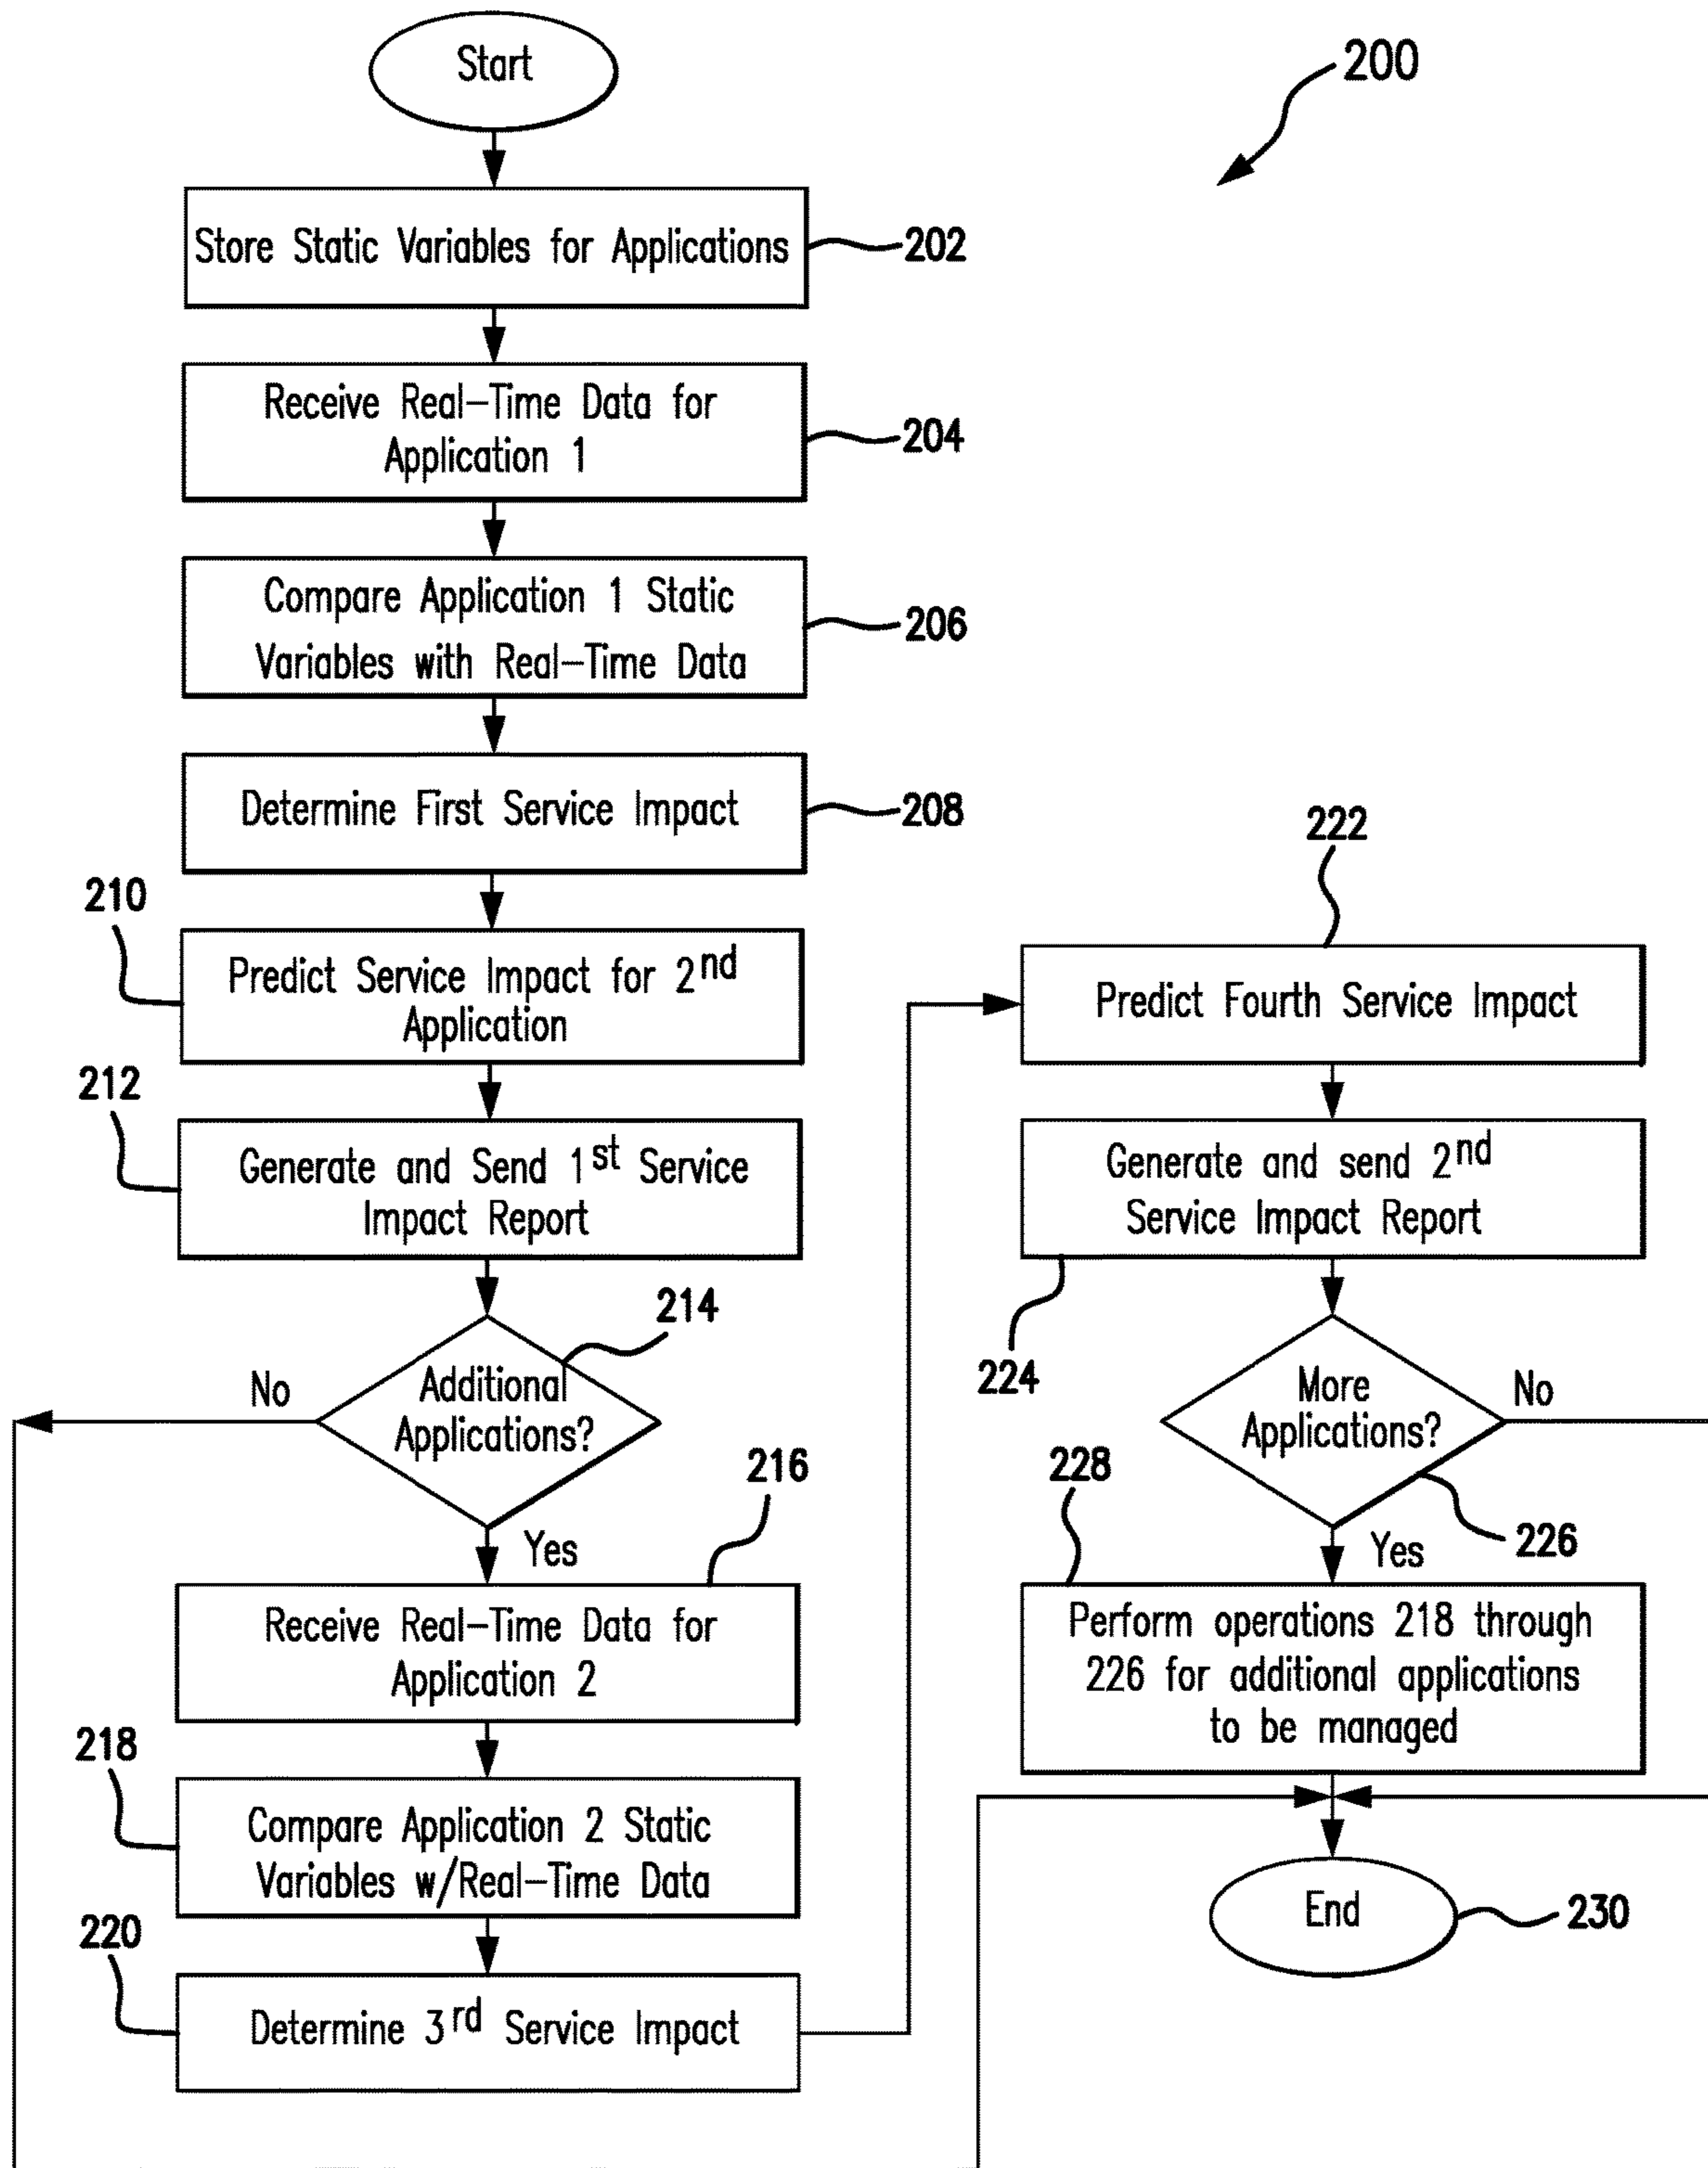 Start
200
Store Static Variables for Applications
202
Receive Real-Time Data for
Application 1
204
Compare Application 1 Static
Variables with Real-Time Data
206
Determine First Service Impact
208
210
Predict Service Impact for 2nd
Application
212
Generate and Send 1st Service
Impact Report
214
Additional
Applications?
No
Yes
216
Receive Real-Time Data for
Application 2
218
Compare Application 2 Static
Variables w/Real-Time Data
220
Determine 3rd Service Impact
222
Predict Fourth Service Impact
Generate and send 2nd
Service Impact Report
224
More
Applications?
No
226
Yes
228
Perform operations 218 through
226 for additional applications
to be managed
End
230